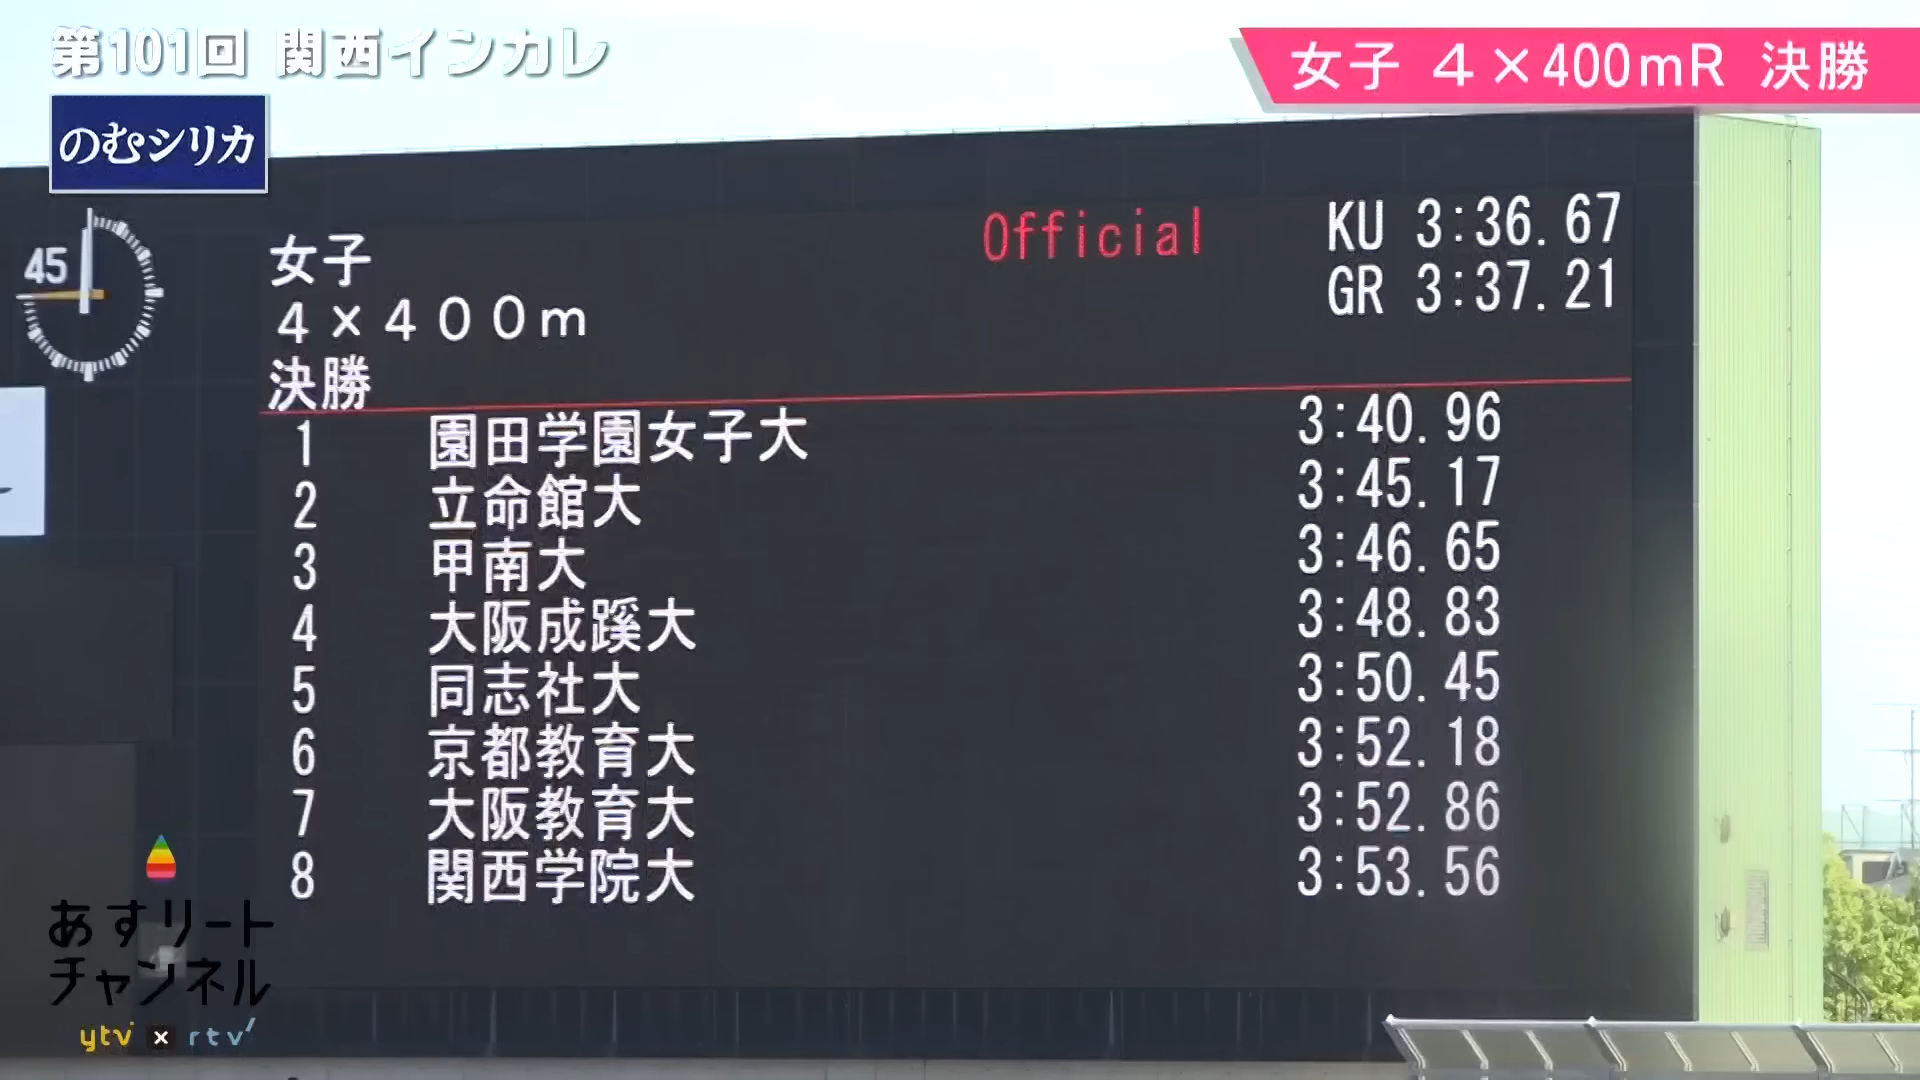 第101回 関西インカレ
女子 4×400mR 決勝
のむシリカ
45
女子
Official
KU 3:36.67
4×400m
GR 3:37.21
決勝
1 園田学園女子大 3:40.96
2 立命館大 3:45.17
3 甲南大 3:46.65
4 大阪成蹊大 3:48.83
5 同志社大 3:50.45
6 京都教育大 3:52.18
7 大阪教育大 3:52.86
8 関西学院大 3:53.56
あすリート
チャンネル
ytv x rtv